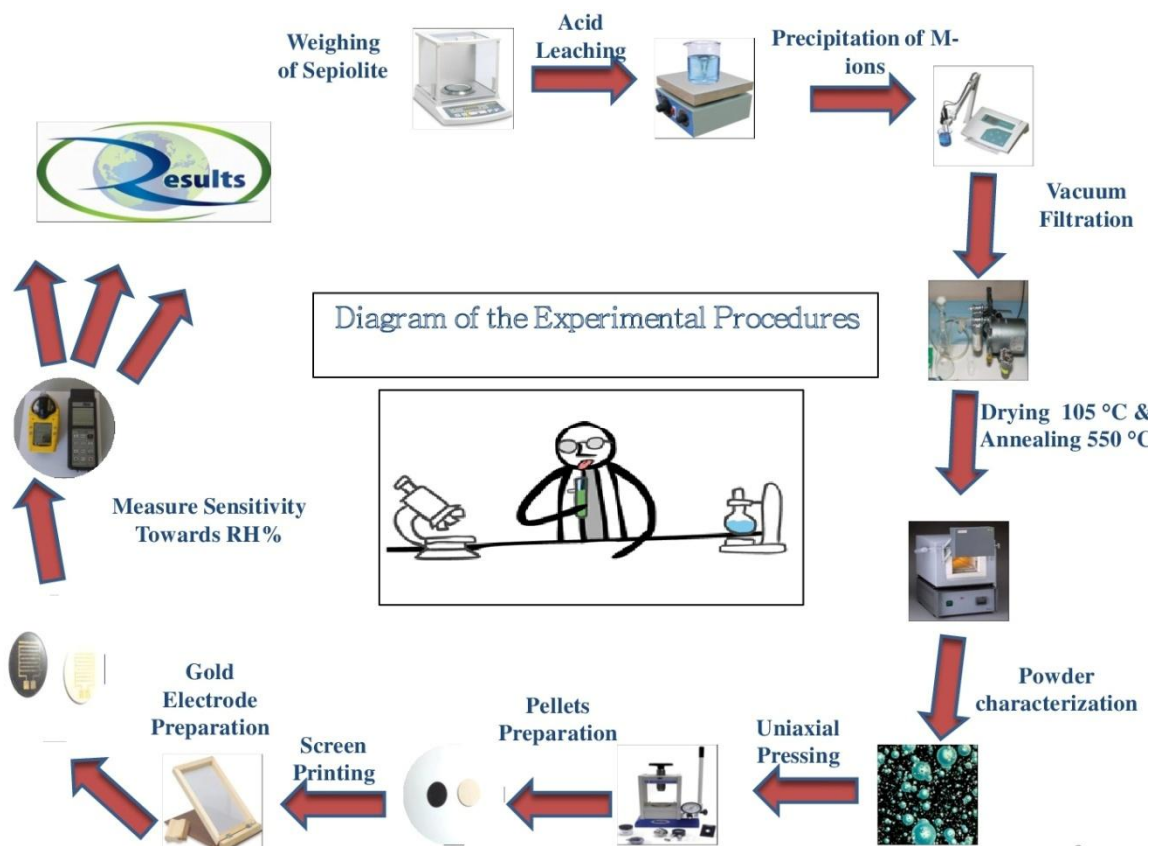 Weighing
of Sepiolite
Acid
Leaching
Precipitation of M-
ions
Vacuum
Filtration
Drying 105 °C &
Annealing 550 °C
Powder
characterization
Uniaxial
Pressing
Pellets
Preparation
Screen
Printing
Gold
Electrode
Preparation
Measure Sensitivity
Towards RH%
Results
Diagram of the Experimental Procedures